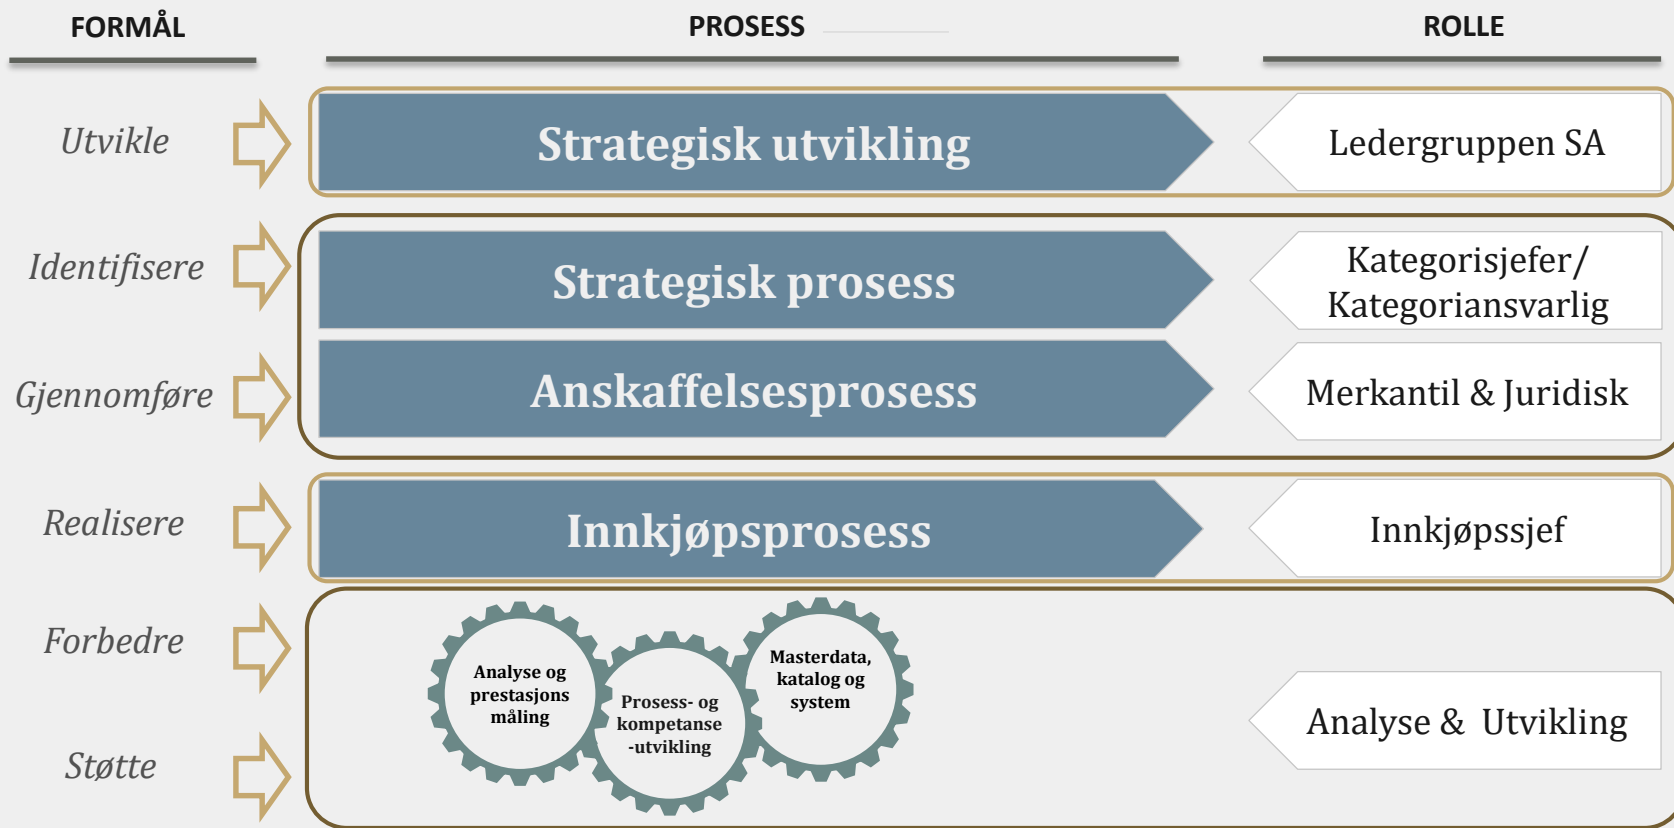 FORMÅL
PROSESS
ROLLE
Utvikle
Strategisk utvikling
Ledergruppen SA
Identifisere
Strategisk prosess
Kategorisjefer/
Kategoriansvarlig
Gjennomføre
Anskaffelsesprosess
Merkantil & Juridisk
Realisere
Innkjøpsprosess
Innkjøpssjef
Forbedre
Støtte
Analyse og
prestasjons
måling
Prosess- og
kompetanse
-utvikling
Masterdata,
katalog og
system
Analyse & Utvikling